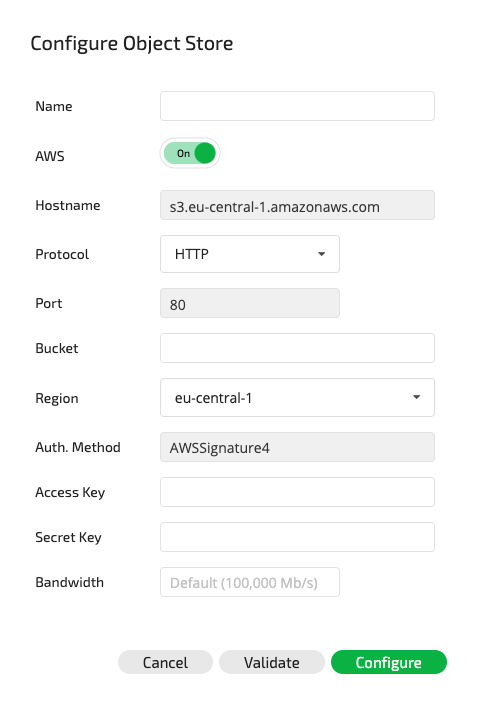 Configure Object Store
Name
AWS On
Hostname s3.eu-central-1.amazonaws.com
Protocol HTTP
Port 80
Bucket
Region eu-central-1
Auth. Method AWSSignature4
Access Key
Secret Key
Bandwidth Default (100,000 Mb/s)
Cancel Validate Configure